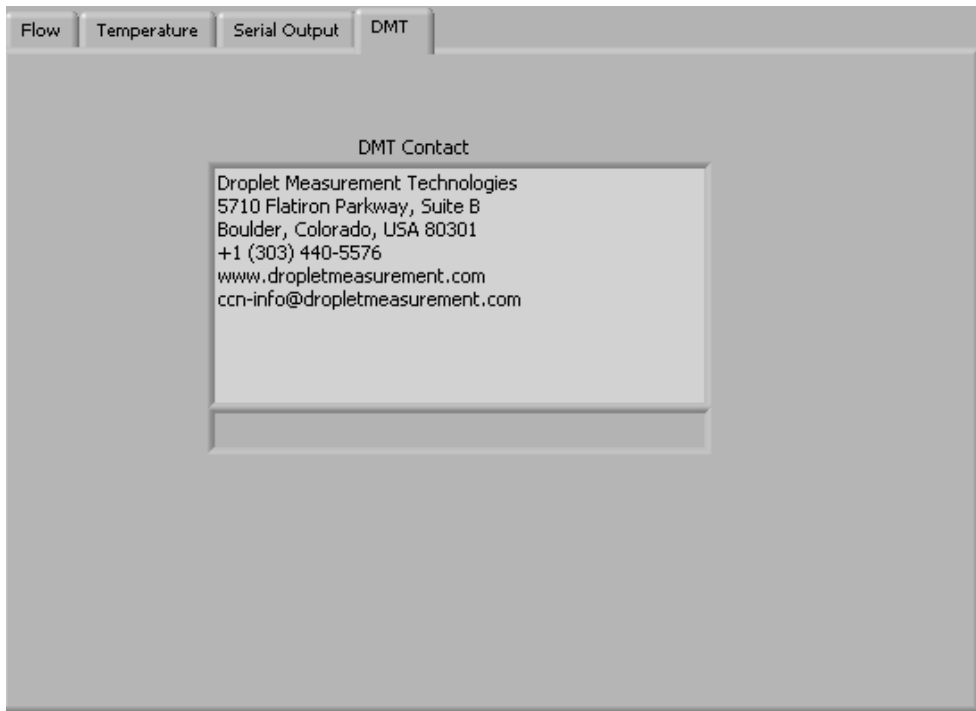 Flow Temperature Serial Output DMT
DMT Contact
Droplet Measurement Technologies
5710 Flatiron Parkway, Suite B
Boulder, Colorado, USA 80301
+1 (303) 440-5576
www.dropletmeasurement.com
ccn-info@dropletmeasurement.com